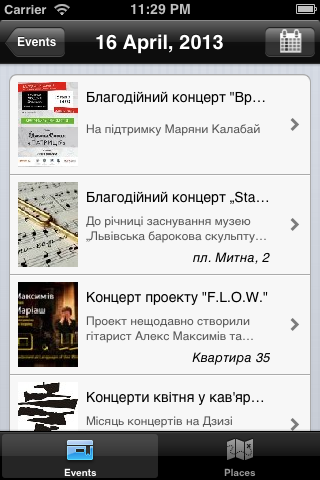 Carrier 11:29 PM
Events 16 April, 2013
Благодійний концерт "Вр…
На підтримку Маряни Калабай
Благодійний концерт „Sta…
До річниці заснування музею
„Львівська барокова скульпту…
пл. Митна, 2
Максимів
Маріаш
Концерт проекту "F.L.O.W."
Проект нещодавно створили
гітарист Алекс Максимів та…
Квартира 35
Концерти квітня у кав'яр…
Місяць концертів на Дзизі
Events Places